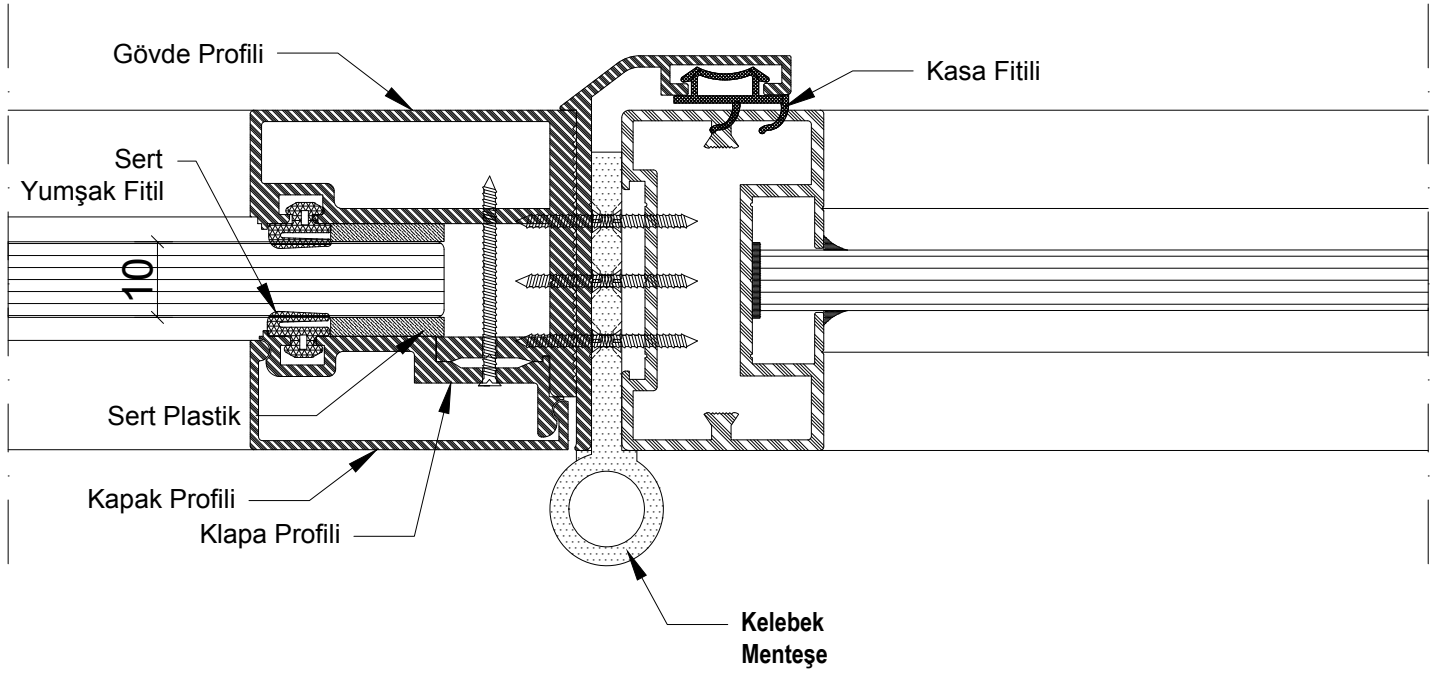 Gövde Profili
Kasa Fitili
Sert
Yumşak Fitil
10
Sert Plastik
Kapak Profili
Klapa Profili
Kelebek
Menteşe